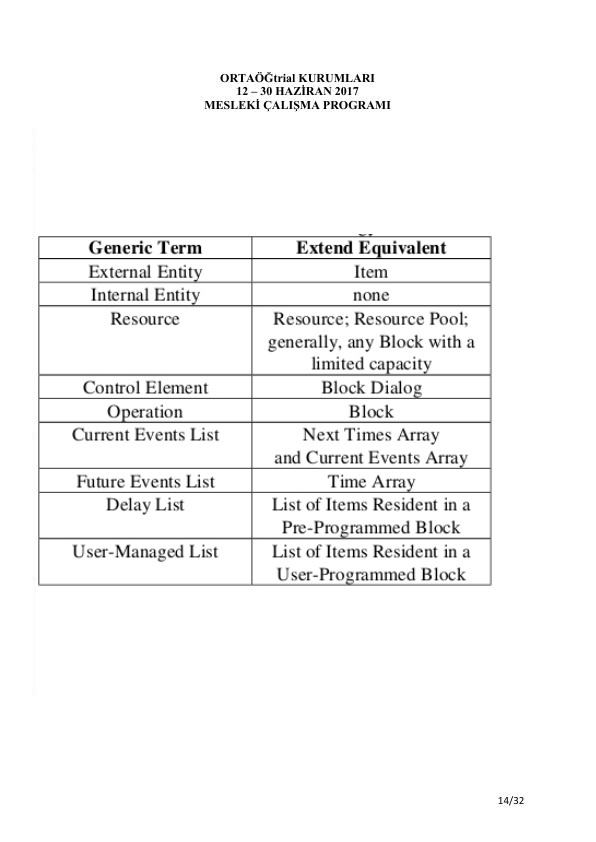 ORTAÖĞtrial KURUMLARI
12 – 30 HAZİRAN 2017
MESLEKİ ÇALIŞMA PROGRAMI
Generic Term Extend Equivalent
External Entity Item
Internal Entity none
Resource Resource; Resource Pool;
generally, any Block with a
limited capacity
Control Element Block Dialog
Operation Block
Current Events List Next Times Array
and Current Events Array
Future Events List Time Array
Delay List List of Items Resident in a
Pre-Programmed Block
User-Managed List List of Items Resident in a
User-Programmed Block
14/32